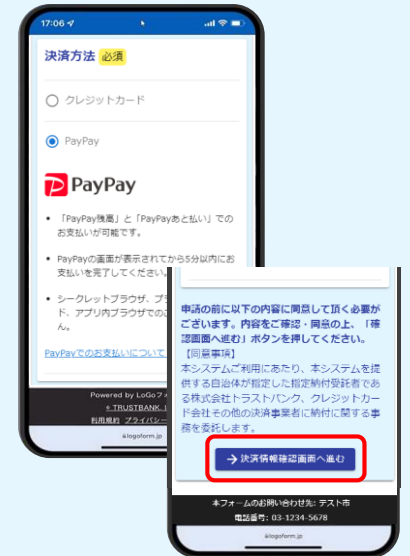 17:06
決済方法 必須
クレジットカード
PayPay
PayPay
• 「PayPay残高」と「PayPayあと払い」での
お支払いが可能です。
• PayPayの画面が表示されてから5分以内にお
支払いを完了してください。
• シークレットブラウザ、プ
ド、アプリ内ブラウザでのご
ん。
PayPayでのお支払いについて
Powered by LoGoフォ
TRUSTBANK, I
利用規約 プライバシー
logoform.jp
申請の前に以下の内容に同意して頂く必要が
ございます。内容をご確認・同意の上、「確
認画面へ進む」ボタンを押してください。
【同意事項】
本システムご利用にあたり、本システムを提
供する自治体が指定した指定納付受託者であ
る株式会社トラストバンク、クレジットカー
ド会社その他の決済事業者に納付に関する事
務を委託します。
→ 決済情報確認画面へ進む
本フォームのお問い合わせ先: テスト市
電話番号: 03-1234-5678
logoform.jp